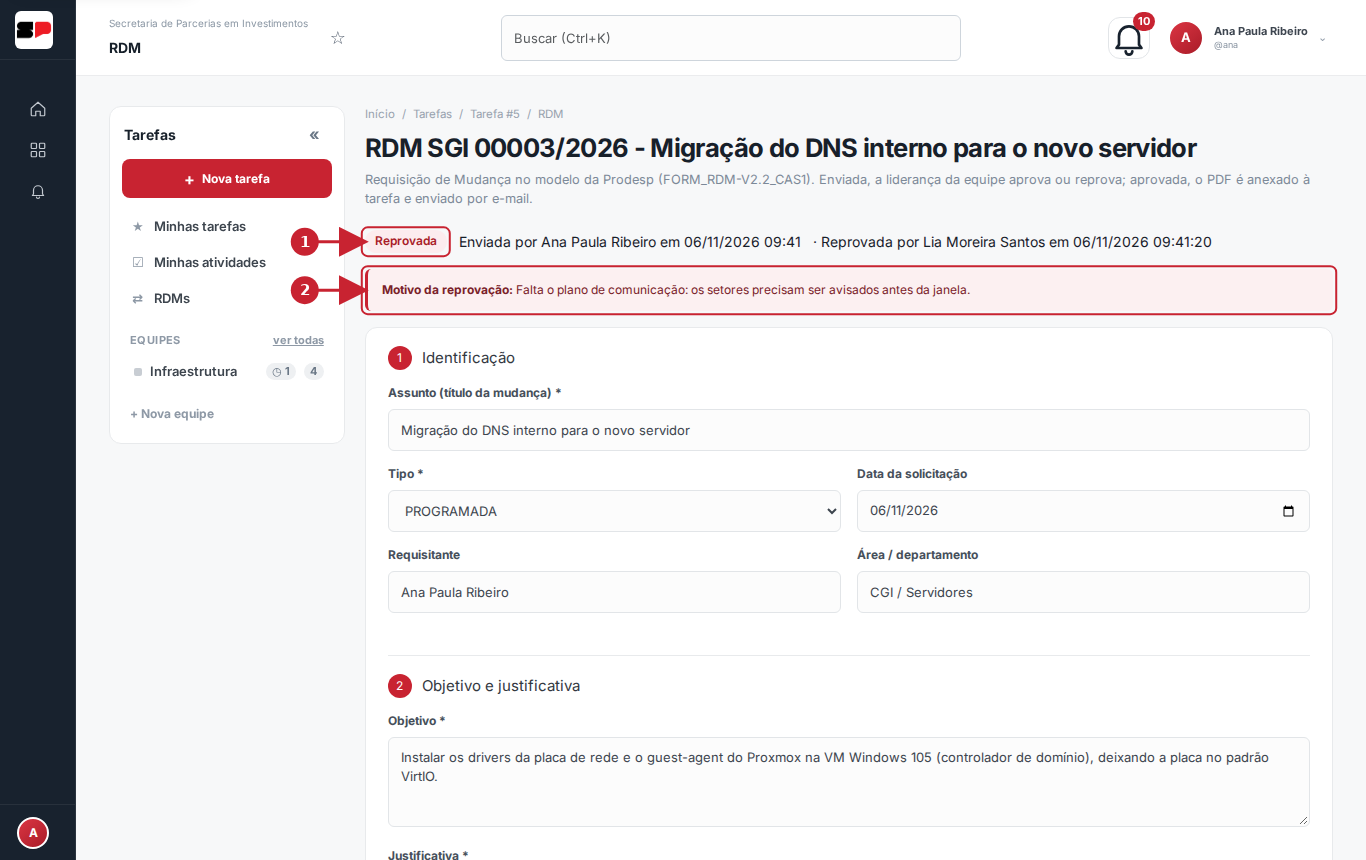 Secretaria de Parcerias em Investimentos
RDM
Buscar (Ctrl+K)
10
A
Ana Paula Ribeiro
@ana
Tarefas
+ Nova tarefa
Minhas tarefas
Minhas atividades
RDMs
EQUIPES ver todas
Infraestrutura 1 4
+ Nova equipe
Início / Tarefas / Tarefa #5 / RDM
RDM SGI 00003/2026 - Migração do DNS interno para o novo servidor
Requisição de Mudança no modelo da Prodesp (FORM_RDM-V2.2_CAS1). Enviada, a liderança da equipe aprova ou reprova; aprovada, o PDF é anexado à
tarefa e enviado por e-mail.
1 Reprovada Enviada por Ana Paula Ribeiro em 06/11/2026 09:41 · Reprovada por Lia Moreira Santos em 06/11/2026 09:41:20
2 Motivo da reprovação: Falta o plano de comunicação: os setores precisam ser avisados antes da janela.
1 Identificação
Assunto (título da mudança) *
Migração do DNS interno para o novo servidor
Tipo * Data da solicitação
PROGRAMADA 06/11/2026
Requisitante Área / departamento
Ana Paula Ribeiro CGI / Servidores
2 Objetivo e justificativa
Objetivo *
Instalar os drivers da placa de rede e o guest-agent do Proxmox na VM Windows 105 (controlador de domínio), deixando a placa no padrão
VirtIO.
Justificativa *
A